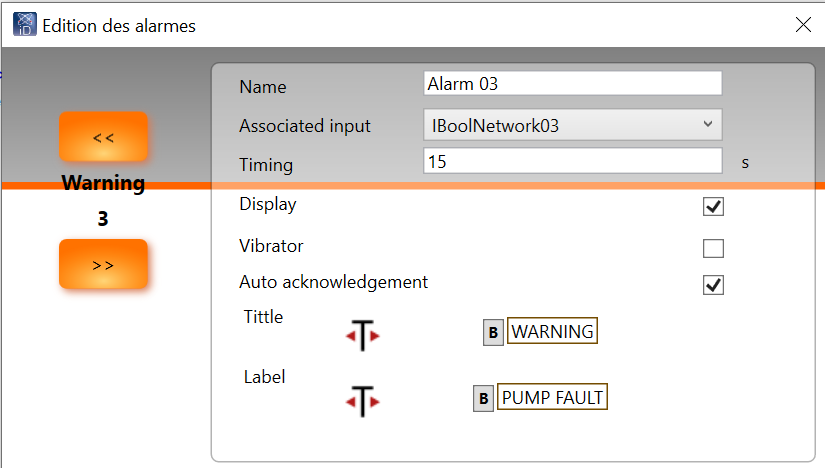 iD Edition des alarmes
Name Alarm 03
Associated input IBoolNetwork03
<<
Timing 15 s
Warning
Display
3
Vibrator
>>
Auto acknowledgement
Tittle B WARNING
Label B PUMP FAULT